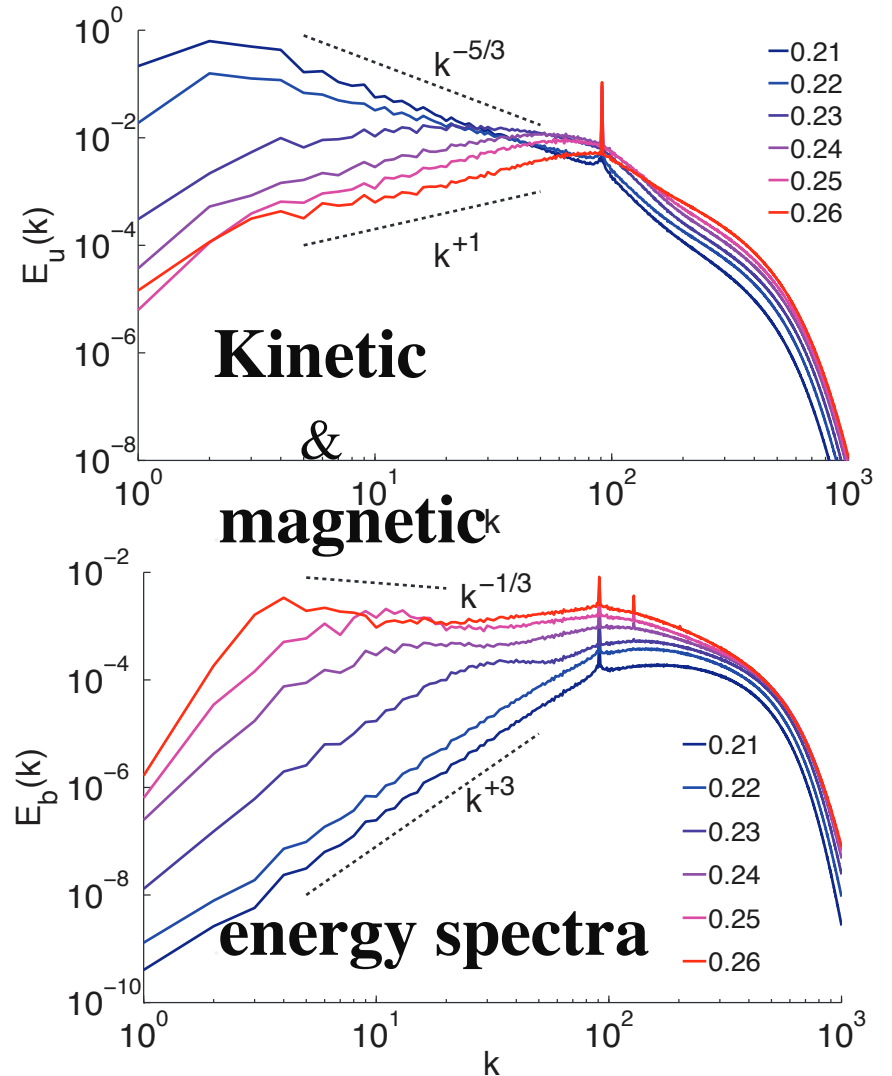 10^0
k^{-5/3}
0.21
0.22
10^{-2}
0.23
0.24
0.25
0.26
E_u(k)
10^{-4}
k^{+1}
10^{-6}
Kinetic
&
10^{-8}
10^0
10^1
10^2
10^3
k
magnetic
10^{-2}
k^{-1/3}
10^{-4}
0.21
E_b(k)
10^{-6}
k^{+3}
0.22
0.23
10^{-8}
0.24
energy spectra
0.25
0.26
10^{-10}
10^0
10^1
10^2
10^3
k